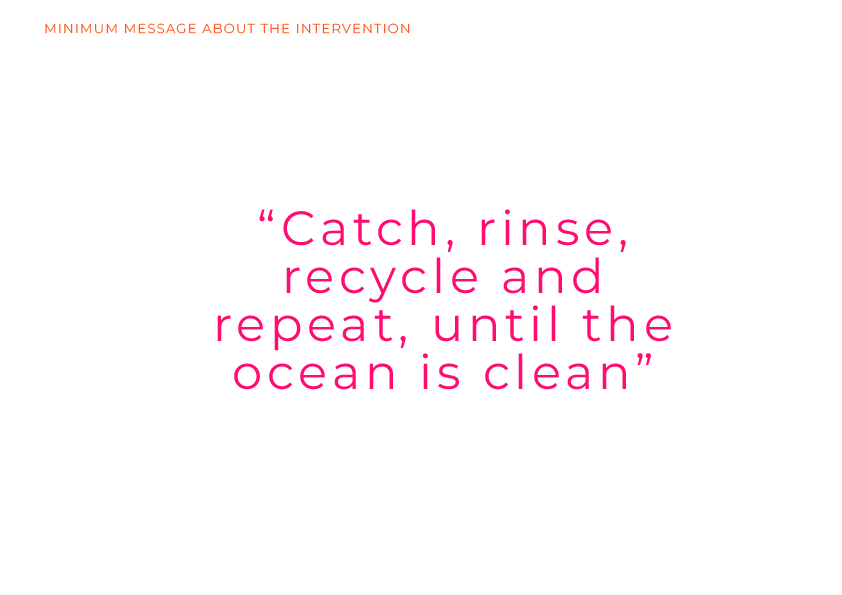 MINIMUM MESSAGE ABOUT THE INTERVENTION
“Catch, rinse,
recycle and
repeat, until the
ocean is clean”